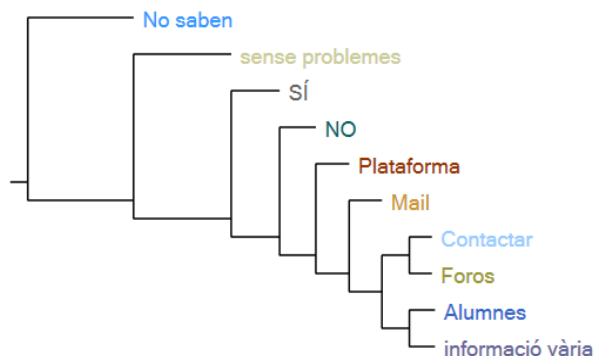 No saben
sense problemes
SÍ
NO
Plataforma
Mail
Contactar
Foros
Alumnes
informació vària